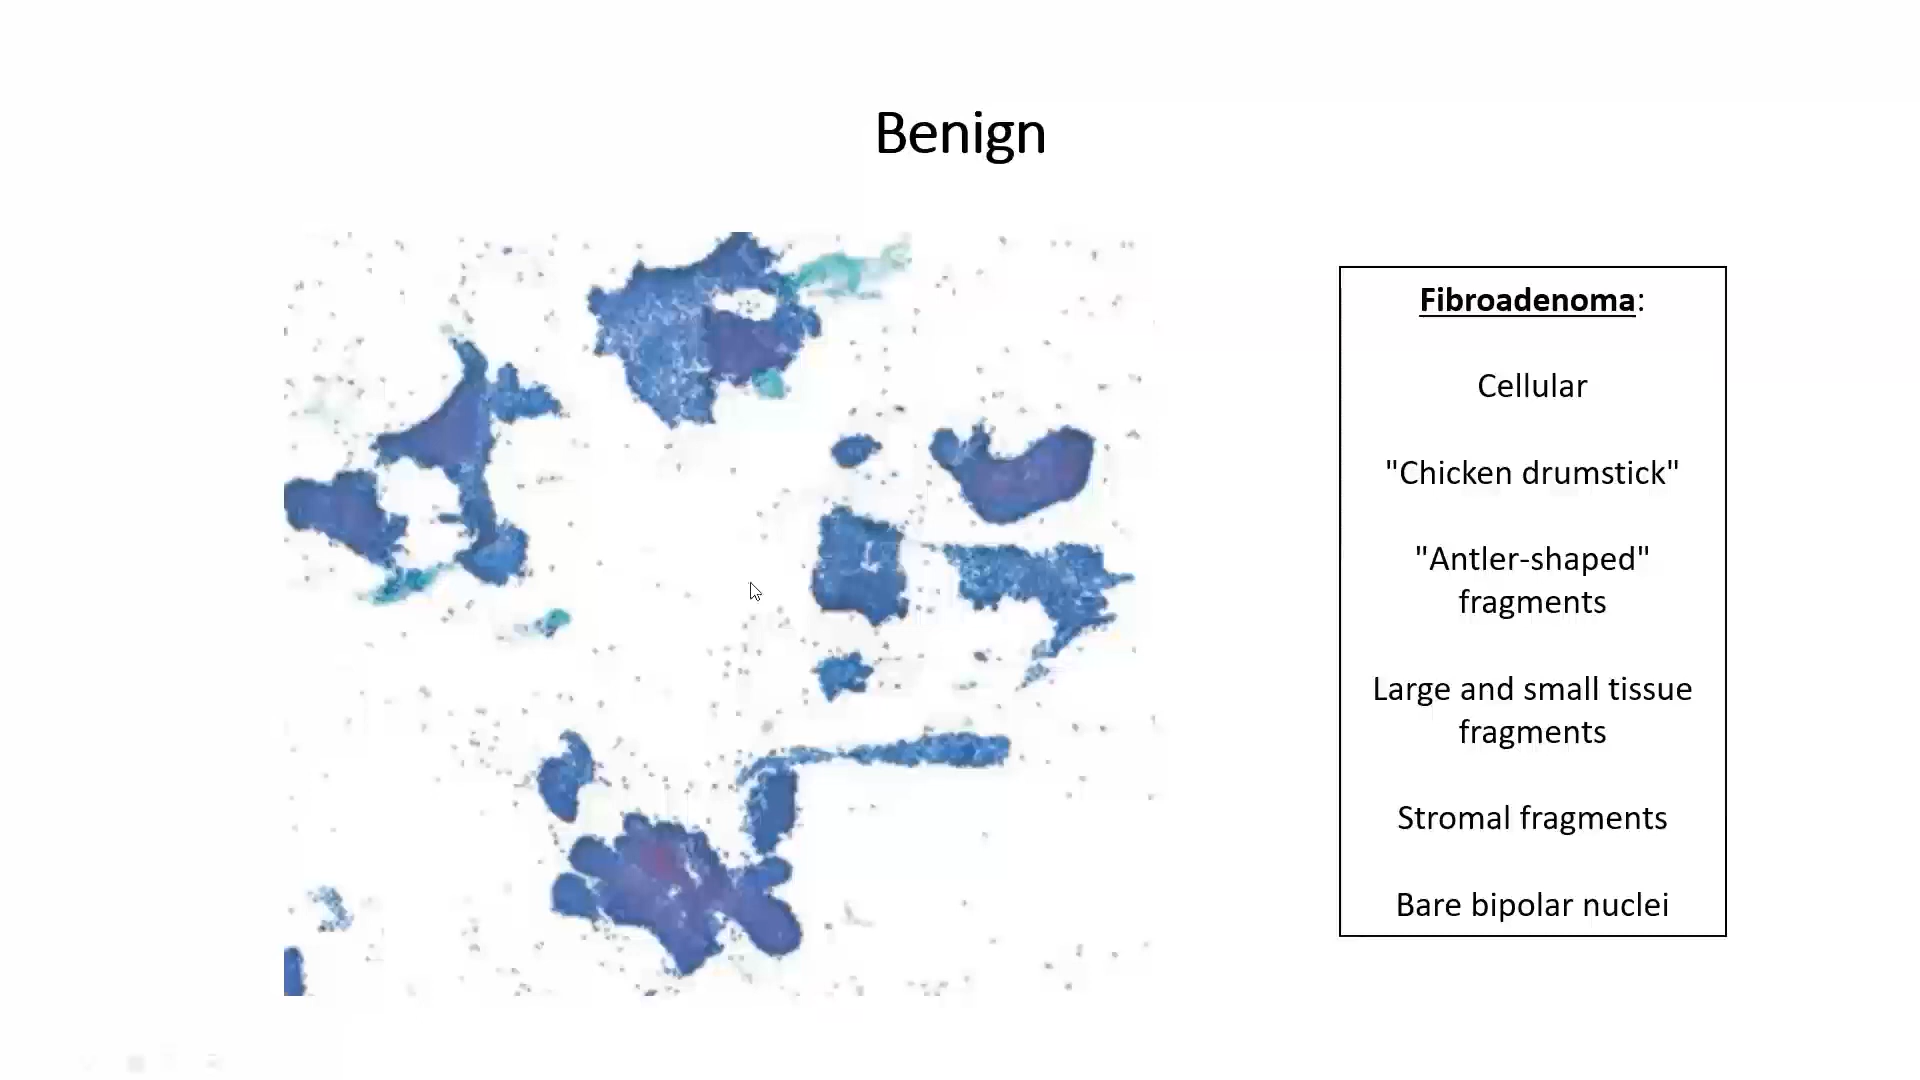 Benign
Fibroadenoma:
Cellular
"Chicken drumstick"
"Antler-shaped"
fragments
Large and small tissue
fragments
Stromal fragments
Bare bipolar nuclei